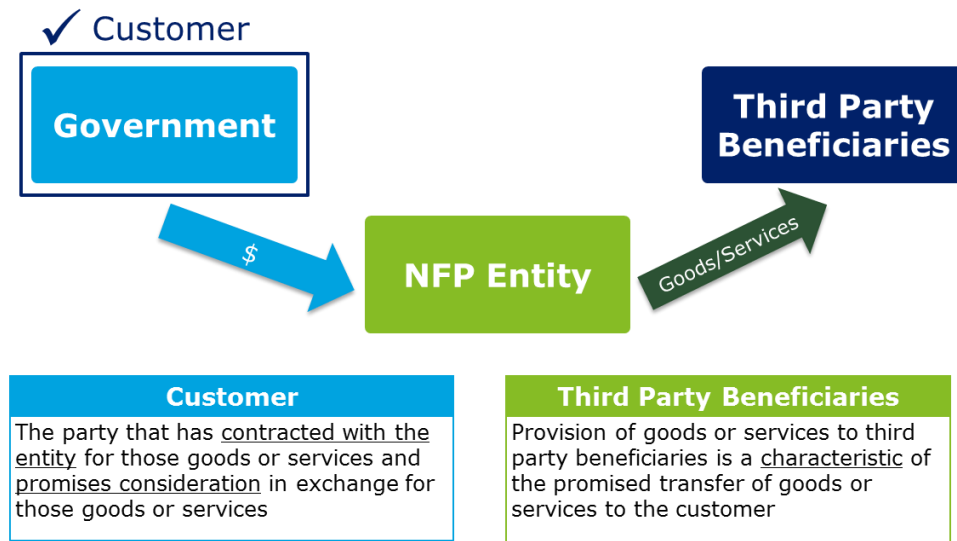 Customer
Government
Third Party
Beneficiaries
$
NFP Entity
Goods/Services
Customer
The party that has contracted with the
entity for those goods or services and
promises consideration in exchange for
those goods or services
Third Party Beneficiaries
Provision of goods or services to third
party beneficiaries is a characteristic of
the promised transfer of goods or
services to the customer